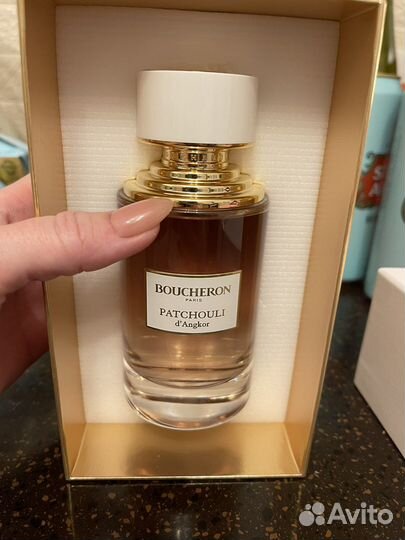 BOUCHERON
PARIS
PATCHOULI
d'Angkor
Avito